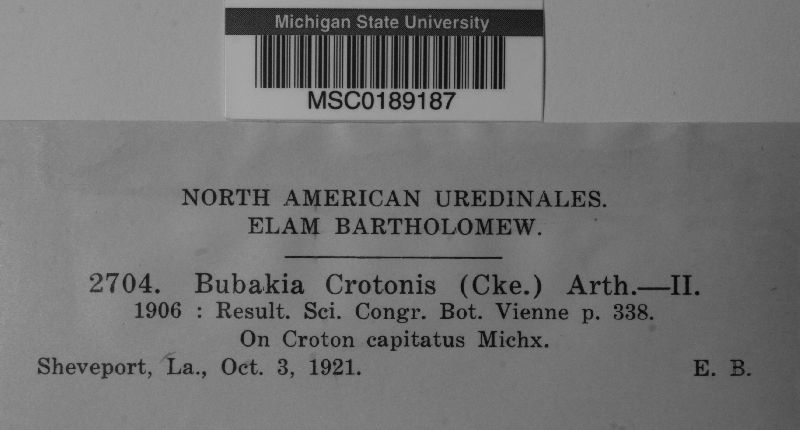 Michigan State University
MSC0189187
NORTH AMERICAN UREDINALES.
ELAM BARTHOLOMEW.
2704. Bubakia Crotonis (Cke.) Arth.—II.
1906 : Result. Sci. Congr. Bot. Vienne p. 338.
On Croton capitatus Michx.
Sheveport, La., Oct. 3, 1921. E. B.